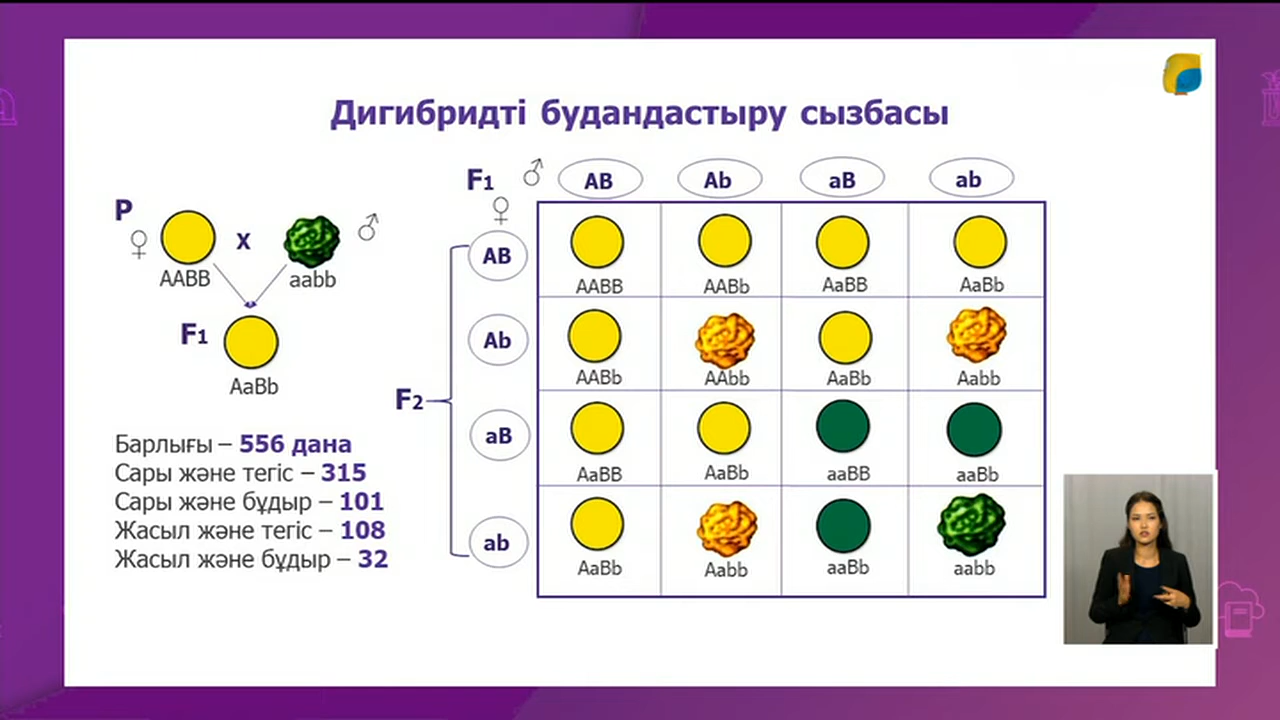 Дигибридті будандастыру сызбасы
P
♀ x ♂
AABB aabb
F1
AaBb
Барлығы – 556 дана
Сары және тегіс – 315
Сары және бұдыр – 101
Жасыл және тегіс – 108
Жасыл және бұдыр – 32
F1 ♂ AB Ab aB ab
♀
F2
AB
AABB AABb AaBB AaBb
Ab
AABb AAbb AaBb Aabb
aB
AaBB AaBb aaBB aaBb
ab
AaBb Aabb aaBb aabb